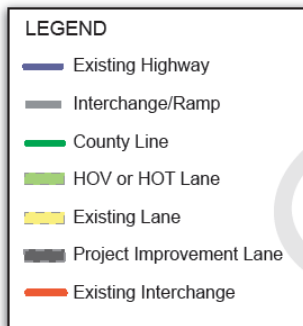 LEGEND
Existing Highway
Interchange/Ramp
County Line
HOV or HOT Lane
Existing Lane
Project Improvement Lane
Existing Interchange